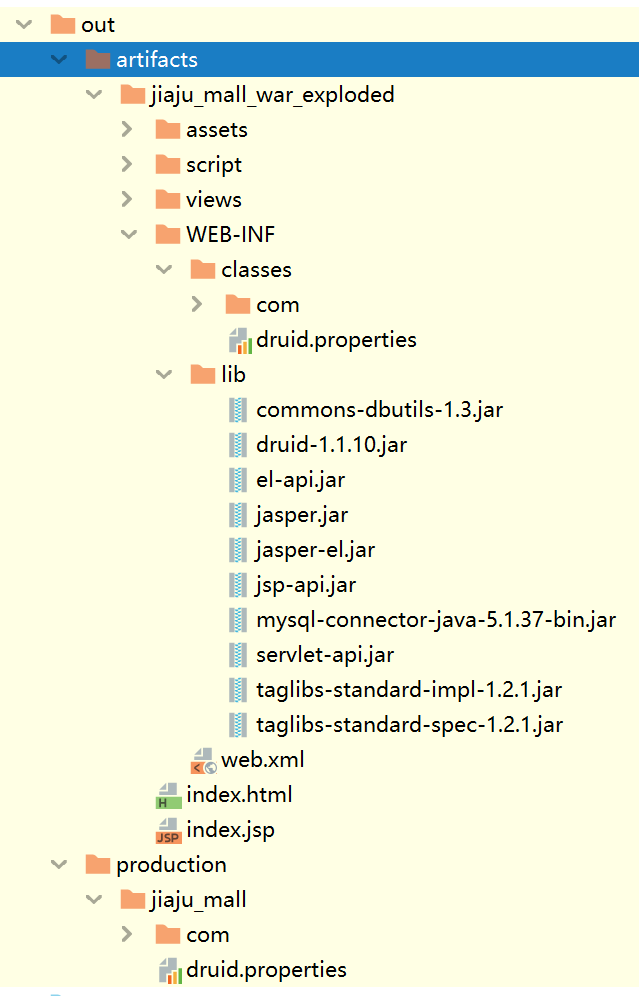 out
artifacts
jiaju_mall_war_exploded
assets
script
views
WEB-INF
classes
com
druid.properties
lib
commons-dbutils-1.3.jar
druid-1.1.10.jar
el-api.jar
jasper.jar
jasper-el.jar
jsp-api.jar
mysql-connector-java-5.1.37-bin.jar
servlet-api.jar
taglibs-standard-impl-1.2.1.jar
taglibs-standard-spec-1.2.1.jar
web.xml
H index.html
JSP index.jsp
production
jiaju_mall
com
druid.properties